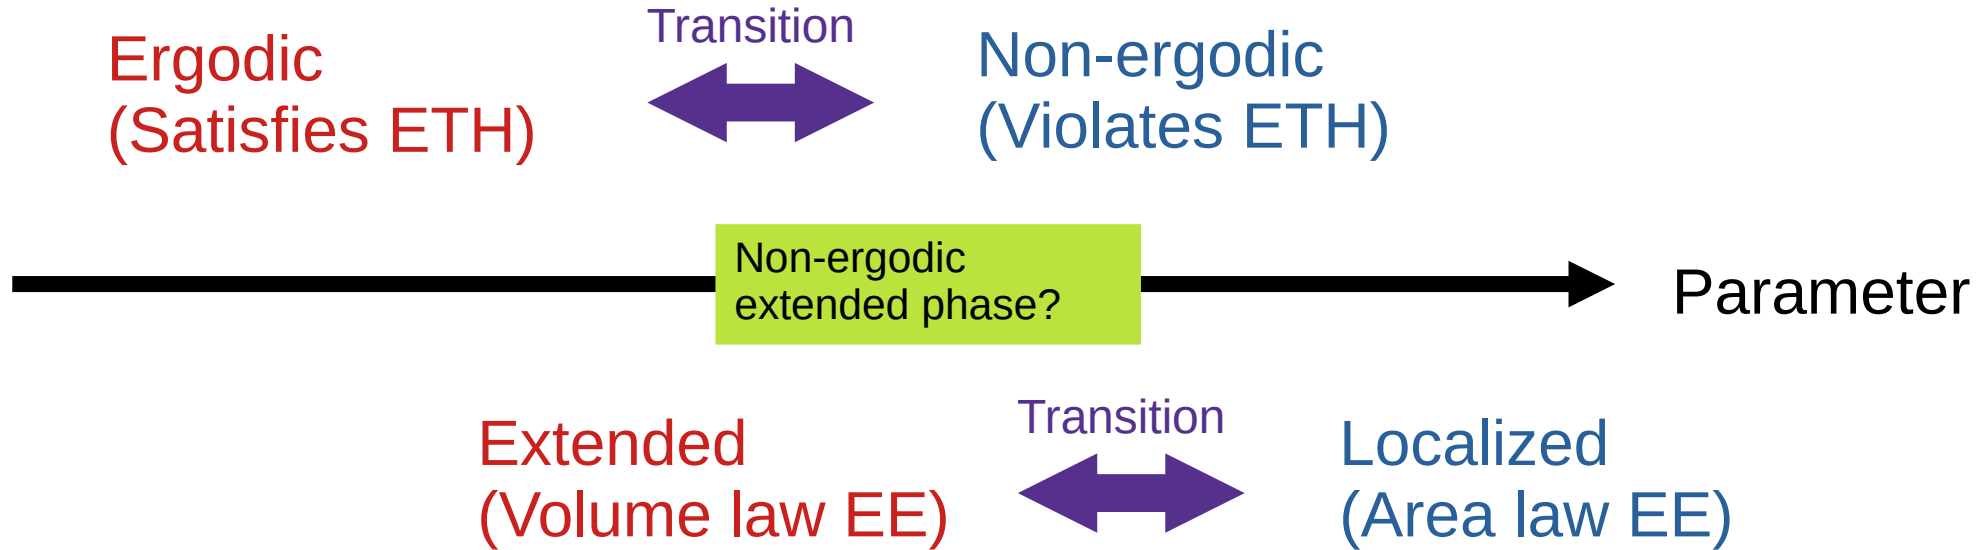 Transition
Ergodic
(Satisfies ETH)
Non-ergodic
(Violates ETH)
Non-ergodic
extended phase?
Parameter
Transition
Extended
(Volume law EE)
Localized
(Area law EE)